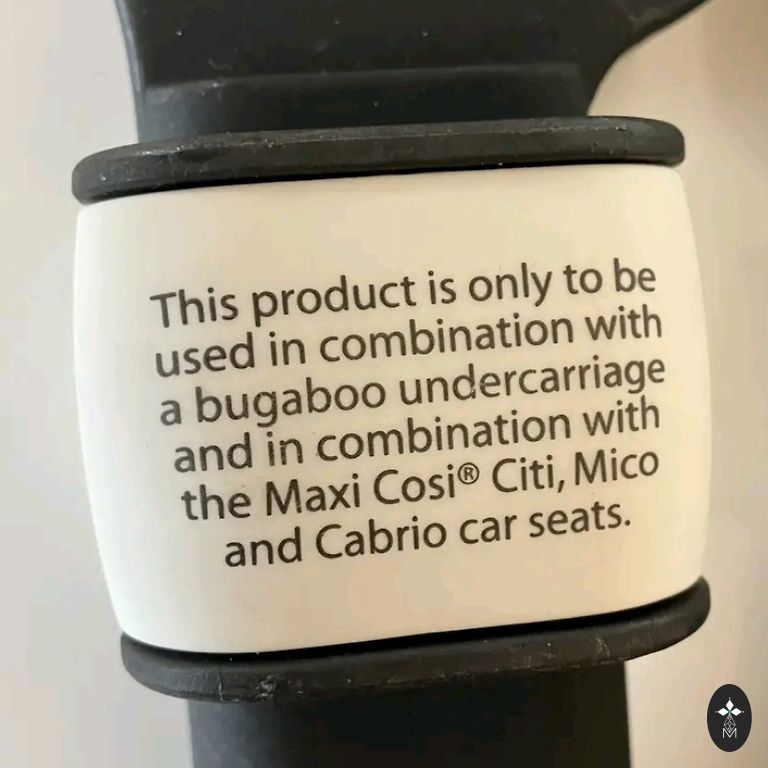 This product is only to be
used in combination with
a bugaboo undercarriage
and in combination with
the Maxi Cosi® Citi, Mico
and Cabrio car seats.
M